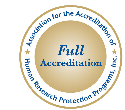 Association for the Accreditation of
Full
Accreditation
Human Research Protection Programs, Inc.